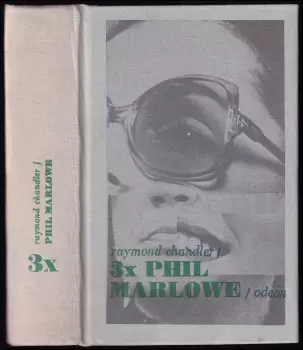 raymond chandler /
PHIL MARLOWE
3x
raymond chandler /
3x PHIL
MARLOWE / odeon